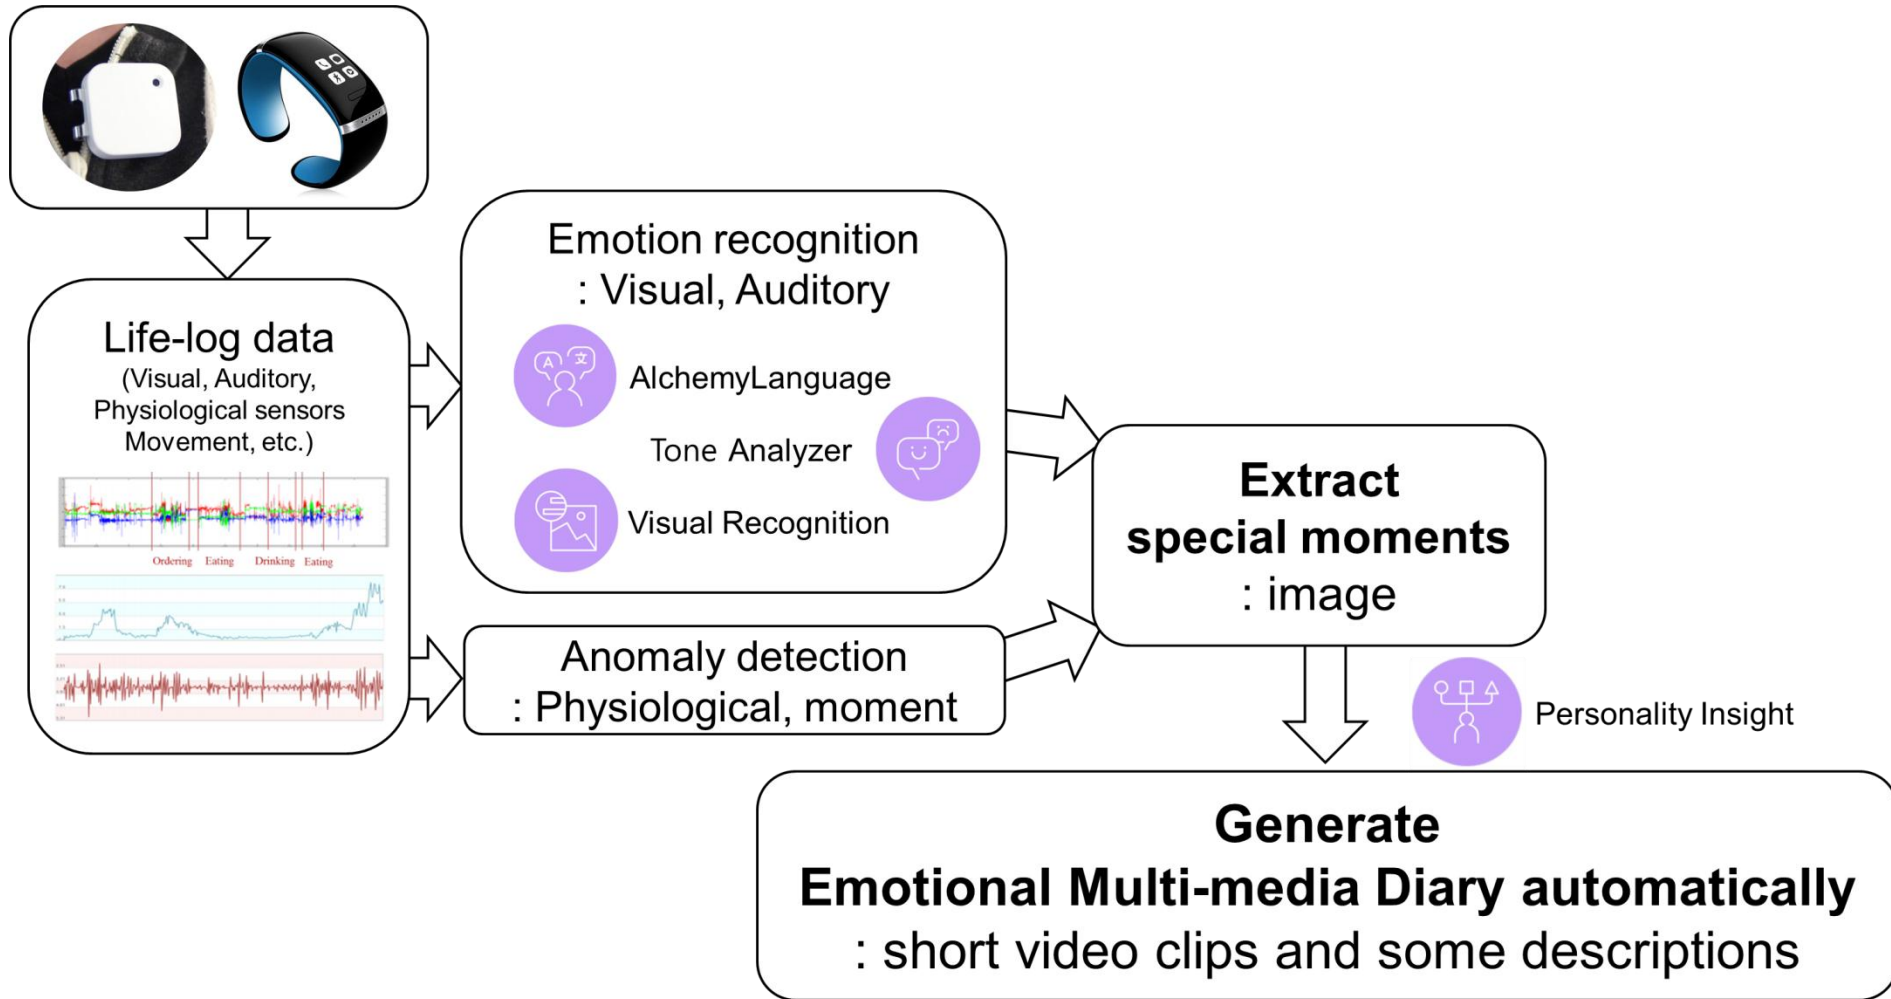 Life-log data
(Visual, Auditory,
Physiological sensors
Movement, etc.)
Ordering Eating Drinking Eating
Emotion recognition
: Visual, Auditory
A 文
AlchemyLanguage
Tone Analyzer
Visual Recognition
Anomaly detection
: Physiological, moment
Extract
special moments
: image
Personality Insight
Generate
Emotional Multi-media Diary automatically
: short video clips and some descriptions